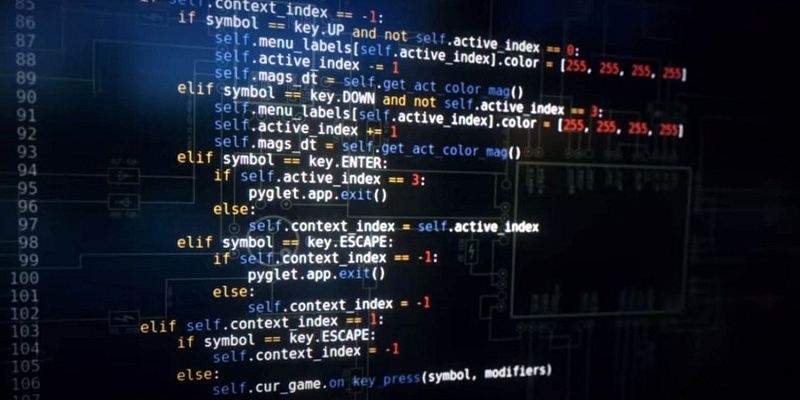 85 if self.context_index == -1:
86 if symbol == key.UP and not self.active_index == 0:
87 self.menu_labels[self.active_index].color = [255, 255, 255, 255]
88 self.active_index -= 1
89 self.mags_dt = self.get_act_color_mag()
90 elif symbol == key.DOWN and not self.active_index == 3:
91 self.menu_labels[self.active_index].color = [255, 255, 255, 255]
92 self.active_index += 1
93 self.mags_dt = self.get_act_color_mag()
94 elif symbol == key.ENTER:
95 if self.active_index == 3:
96 pyglet.app.exit()
97 else:
98 self.context_index = self.active_index
99 elif symbol == key.ESCAPE:
100 if self.context_index == -1:
101 pyglet.app.exit()
102 else:
103 self.context_index = -1
104 elif self.context_index == 1:
105 if symbol == key.ESCAPE:
106 self.context_index = -1
107 else:
self.cur_game.on_key_press(symbol, modifiers)